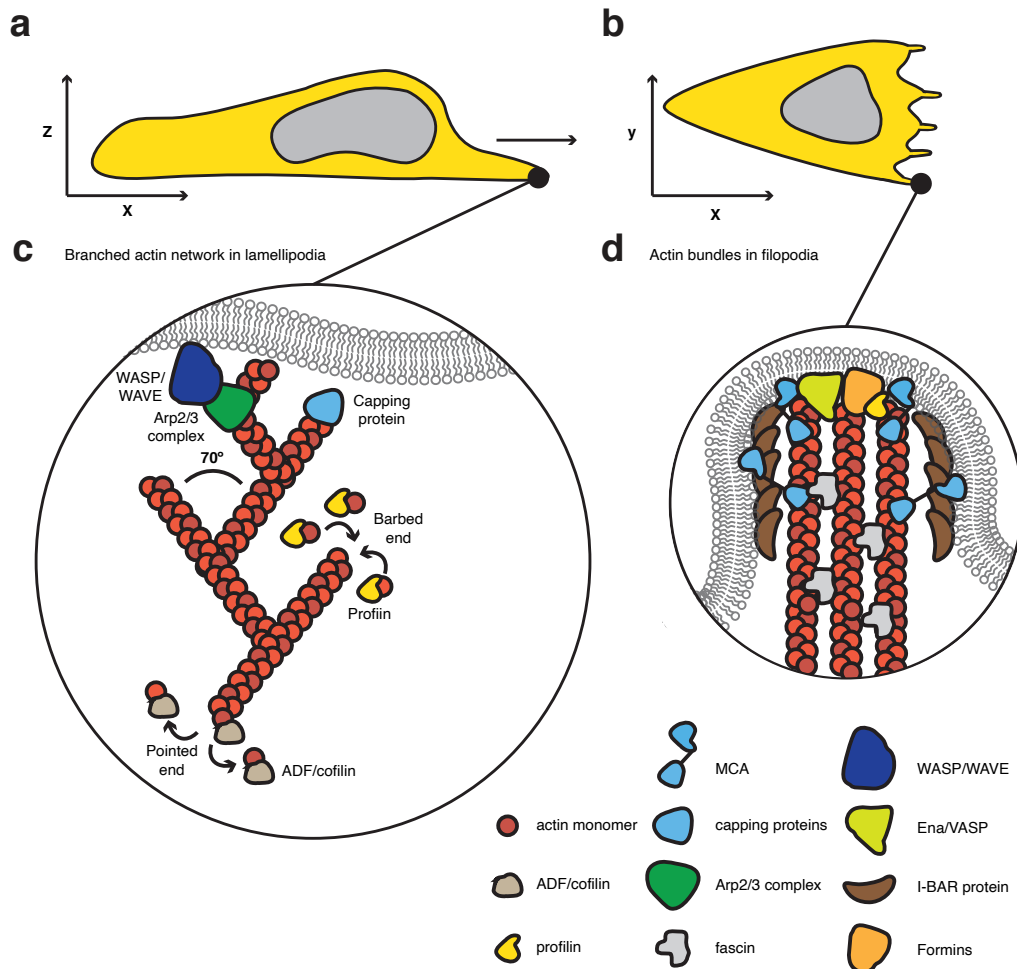 a
b
z
x
y
x
c
Branched actin network in lamellipodia
d
Actin bundles in filopodia
WASP/
WAVE
Arp2/3
complex
Capping
protein
70º
Barbed
end
Profiin
Pointed
end
ADF/cofilin
MCA
WASP/WAVE
actin monomer
capping proteins
Ena/VASP
ADF/cofilin
Arp2/3 complex
I-BAR protein
profilin
fascin
Formins